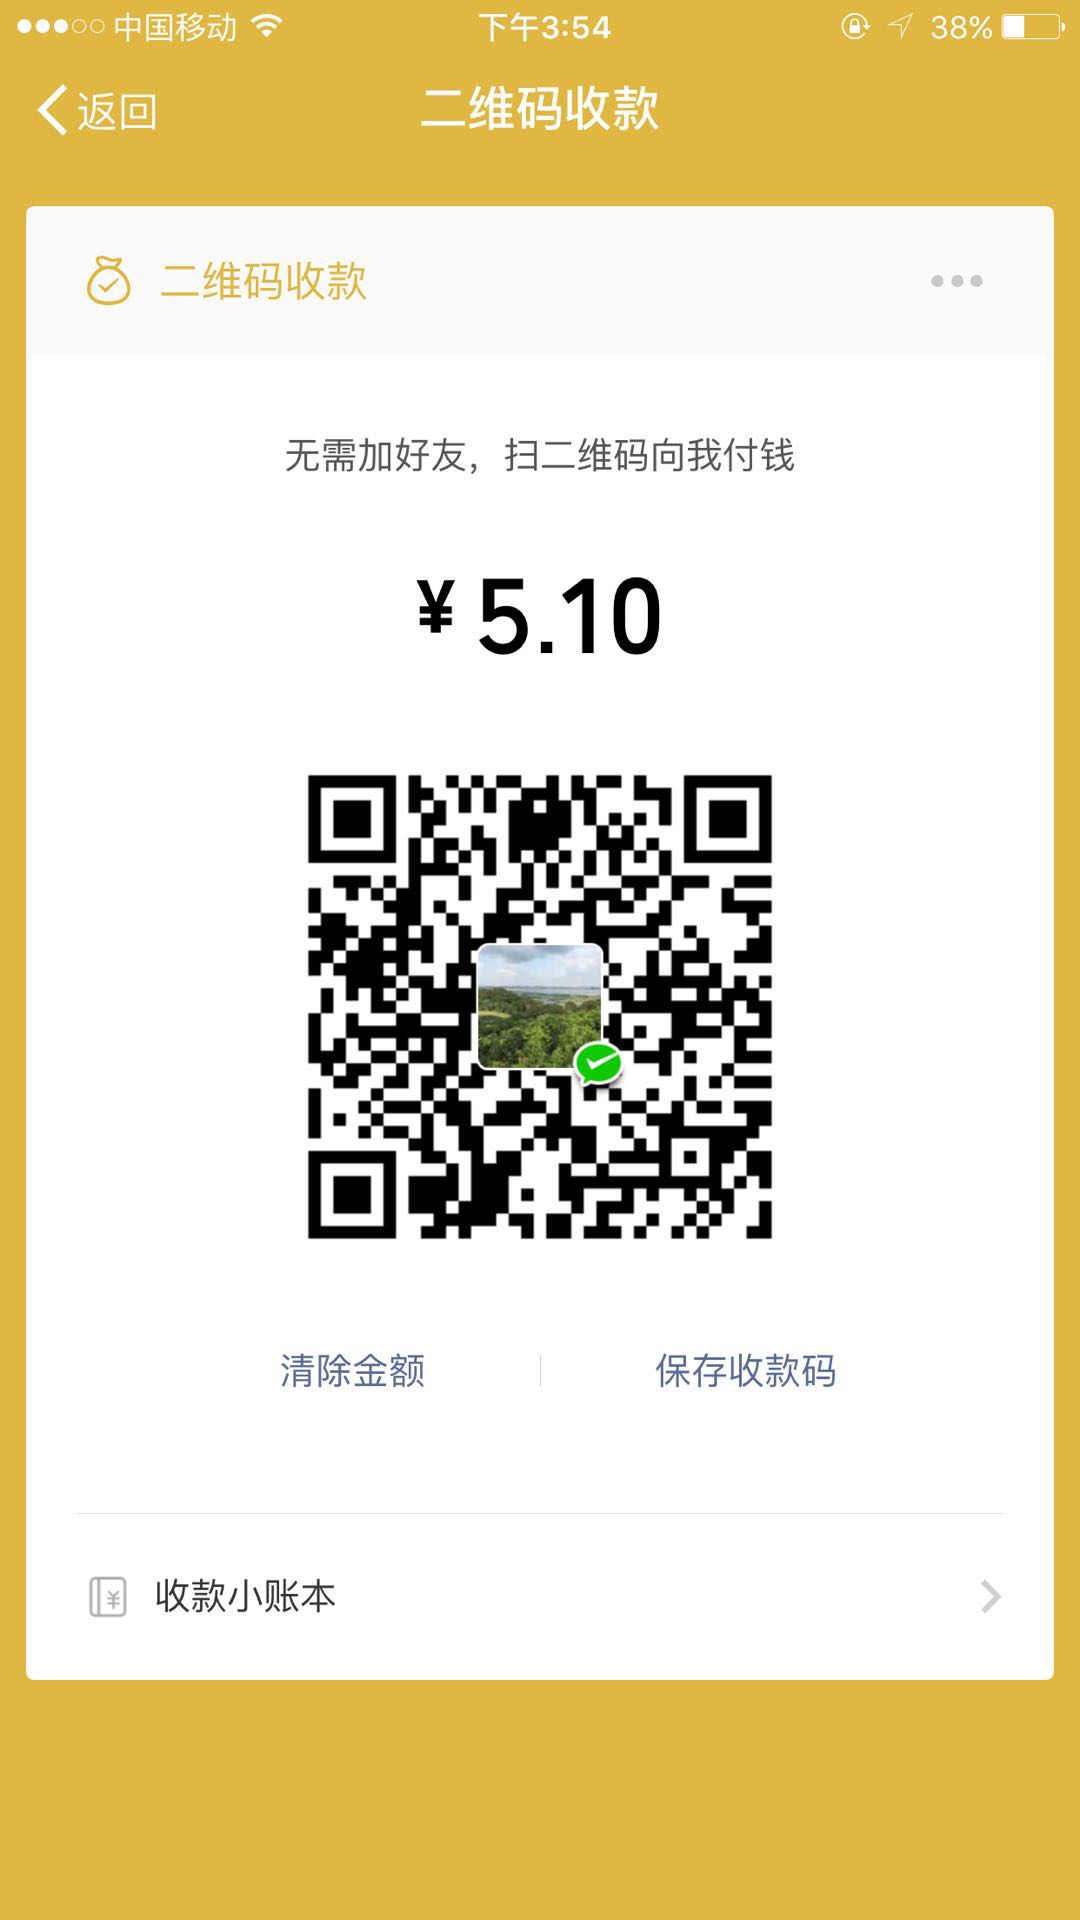 中国移动 下午3:54 38%
返回 二维码收款
二维码收款
无需加好友，扫二维码向我付钱
¥5.10
清除金额 保存收款码
收款小账本